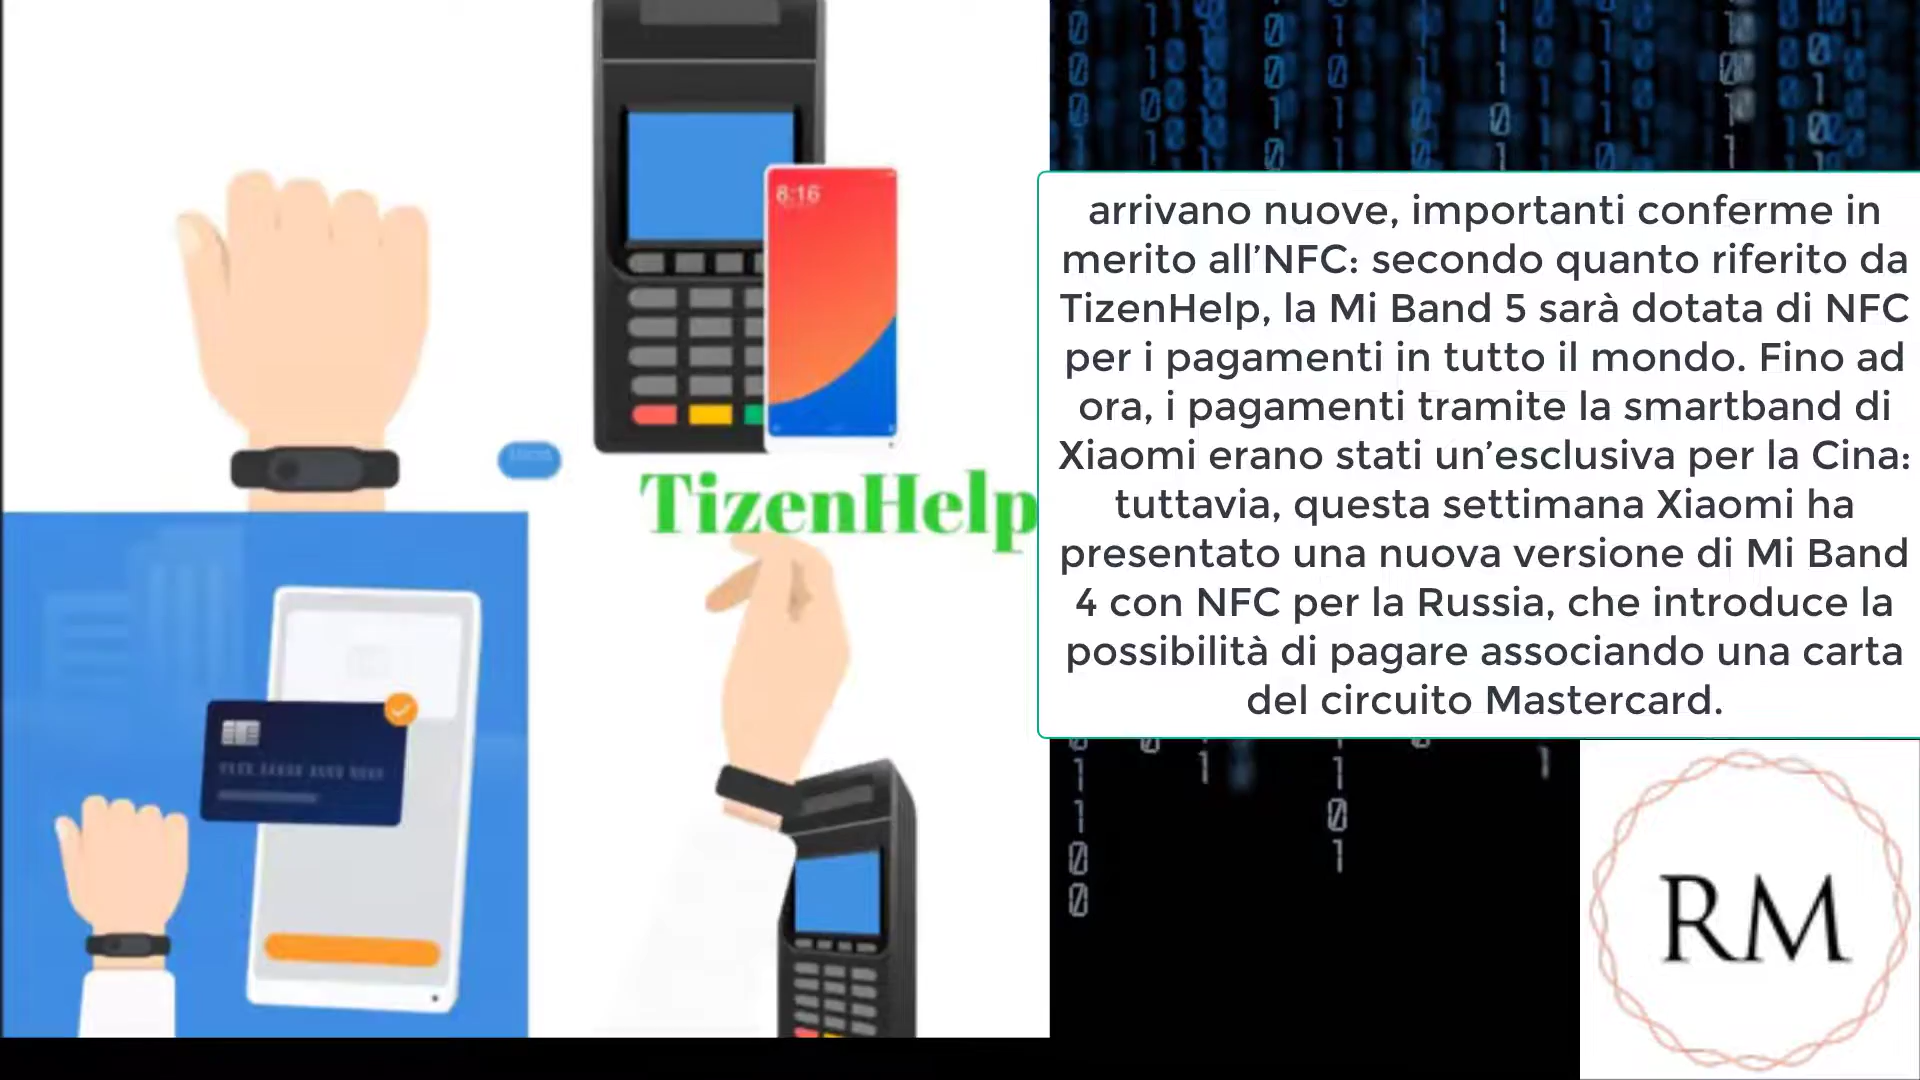 8:16
TizenHelp
arrivano nuove, importanti conferme in
merito all'NFC: secondo quanto riferito da
TizenHelp, la Mi Band 5 sarà dotata di NFC
per i pagamenti in tutto il mondo. Fino ad
ora, i pagamenti tramite la smartband di
Xiaomi erano stati un'esclusiva per la Cina:
tuttavia, questa settimana Xiaomi ha
presentato una nuova versione di Mi Band
4 con NFC per la Russia, che introduce la
possibilità di pagare associando una carta
del circuito Mastercard.
RM